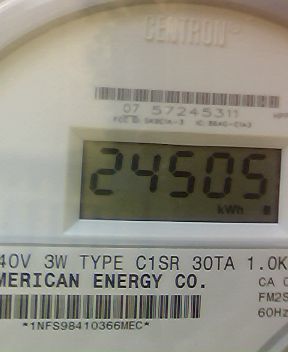 CENTRON®
07 57245311
24505
kWh
40V 3W TYPE C1SR 30TA 1.0K
MERICAN ENERGY CO.
CA 0
FM2S
60Hz
*1NFS98410366MEC*